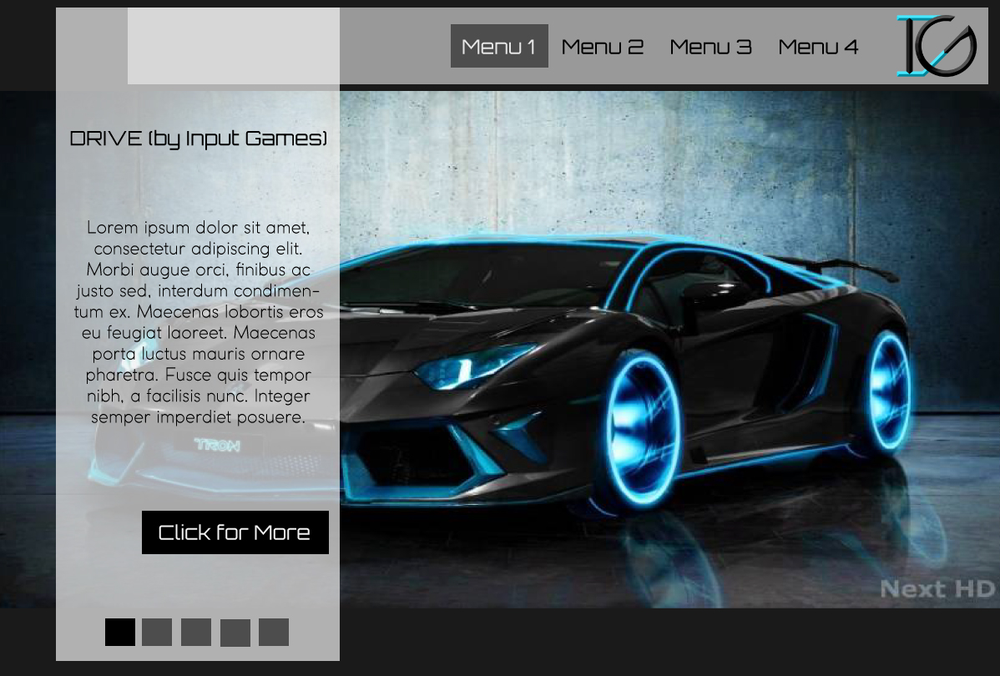 Menu 1 Menu 2 Menu 3 Menu 4
IG
DRIVE (by Input Games)
Lorem ipsum dolor sit amet,
consectetur adipiscing elit.
Morbi augue orci, finibus ac
justo sed, interdum condimen-
tum ex. Maecenas lobortis eros
eu feugiat laoreet. Maecenas
porta luctus mauris ornare
pharetra. Fusce quis tempor
nibh, a facilisis nunc. Integer
semper imperdiet posuere.
TRON
Click for More
Next HD